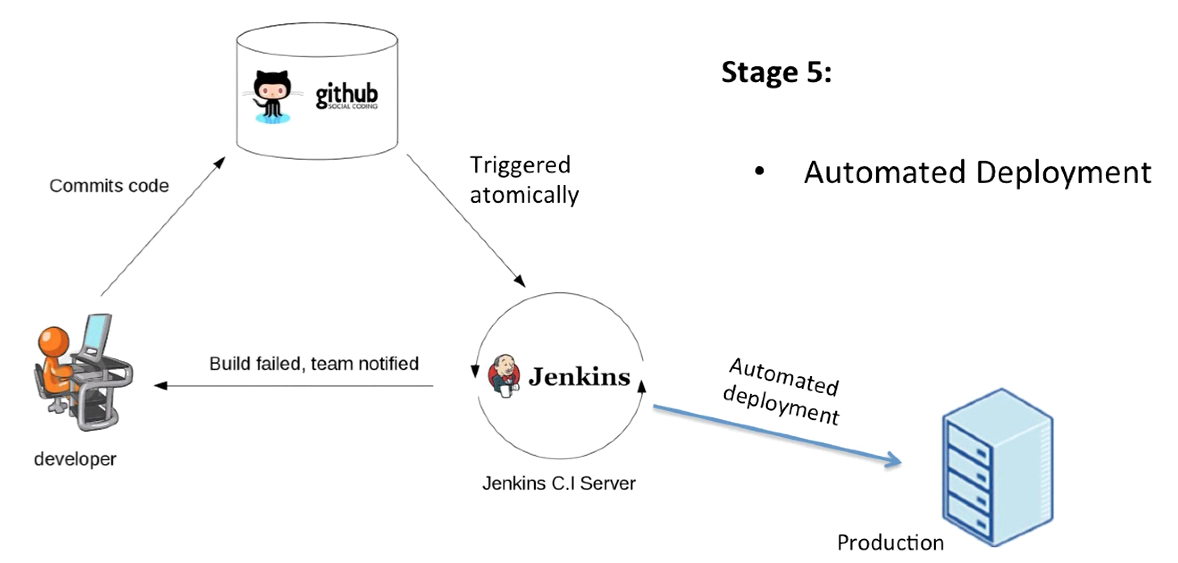 github
SOCIAL CODING
Stage 5:
• Automated Deployment
Commits code
Triggered
atomically
Build failed, team notified
developer
Jenkins
Jenkins C.I Server
Automated
deployment
Production